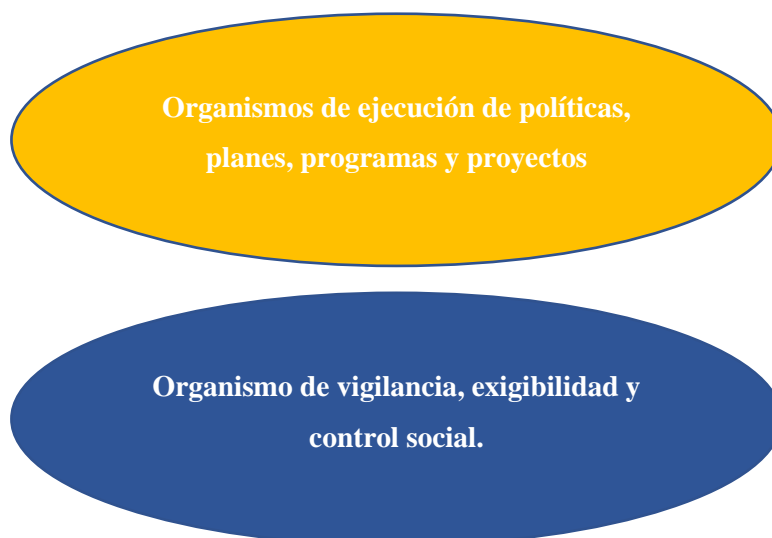 Organismos de ejecución de políticas,
planes, programas y proyectos
Organismo de vigilancia, exigibilidad y
control social.